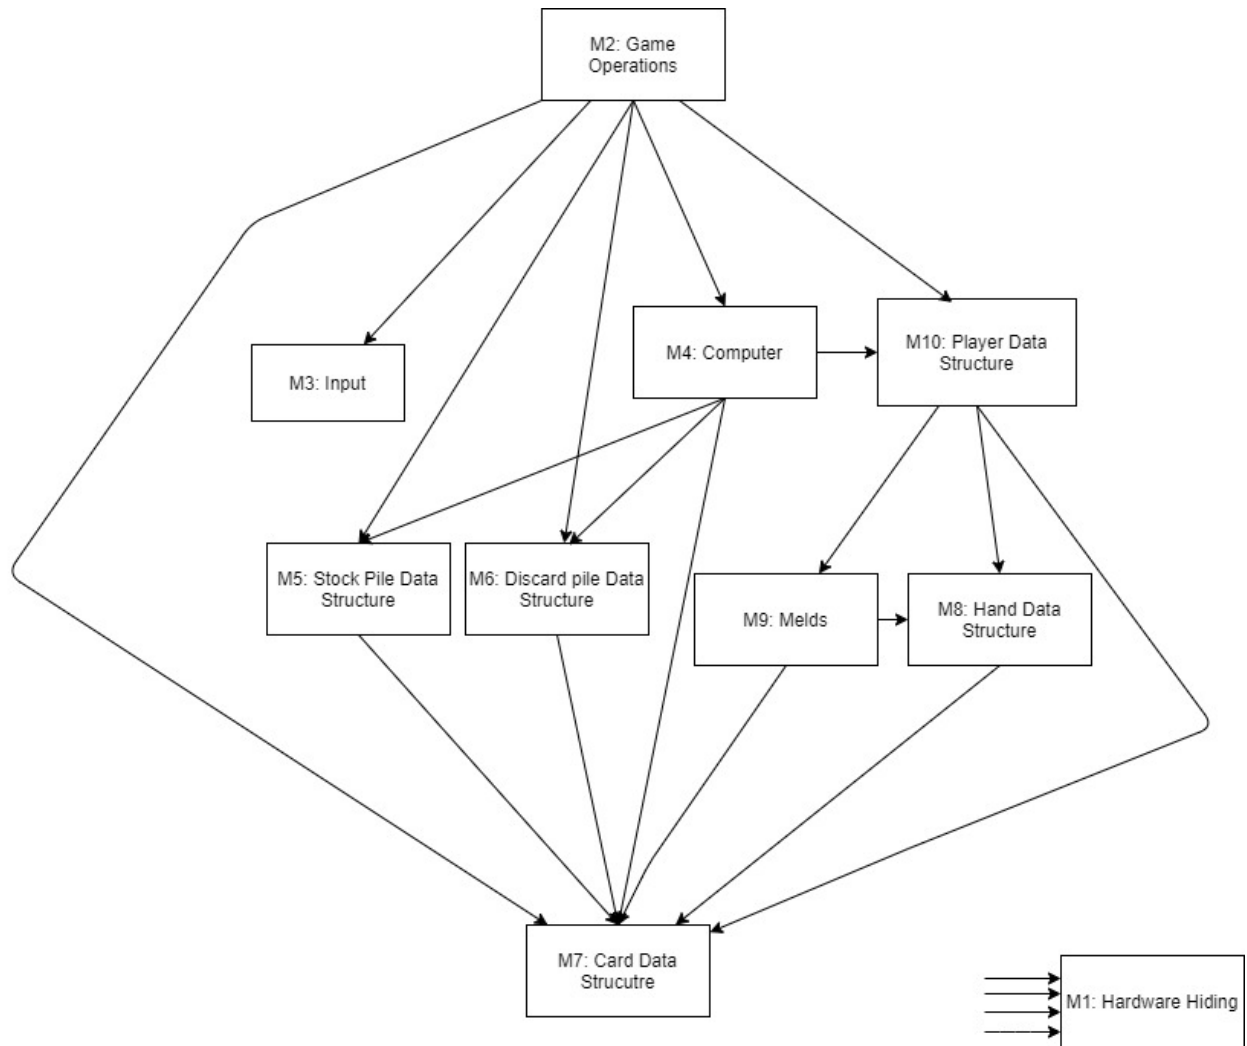 M2: Game
Operations
M4: Computer
M10: Player Data
Structure
M3: Input
M5: Stock Pile Data
Structure
M6: Discard pile Data
Structure
M9: Melds
M8: Hand Data
Structure
M7: Card Data
Strucutre
M1: Hardware Hiding